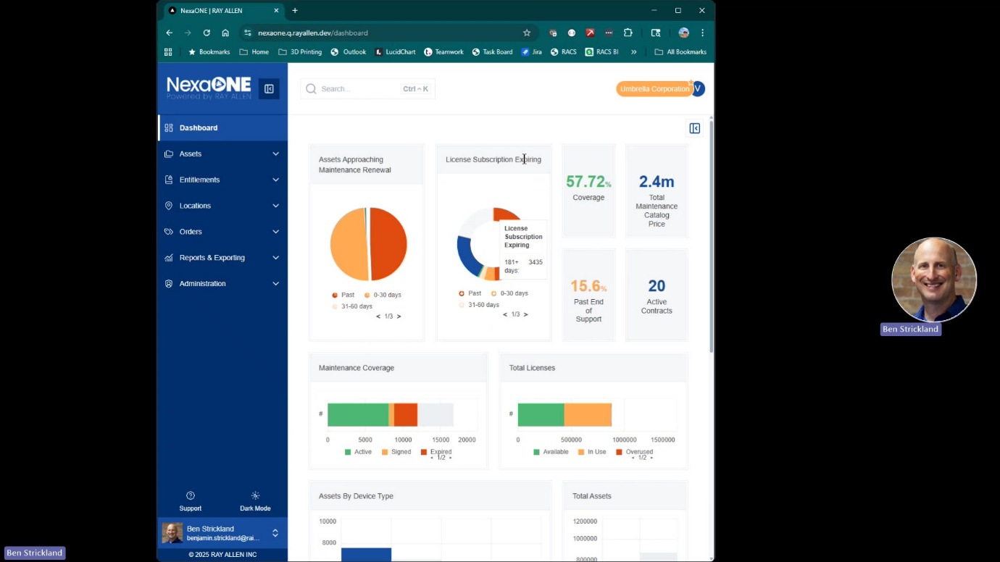 NexaONE | RAY ALLEN
nexaone.q.rayallen.dev/dashboard
Bookmarks
Home
3D Printing
Outlook
LucidChart
Teamwork
Task Board
Jira
RACS
RACS BI
»
All Bookmarks
NexaONE
Powered by RAY ALLEN
Search...
Ctrl ⌃ K
Umbrella Corporation
V
Dashboard
Assets
Entitlements
Locations
Orders
Reports & Exporting
Administration
Assets Approaching
Maintenance Renewal
Past
0-30 days
31-60 days
< 1/3 >
License Subscription Expiring
License
Subscription
Expiring
181+ 3435
days:
Past
0-30 days
31-60 days
< 1/3 >
57.72%
Coverage
2.4m
Total
Maintenance
Catalog
Price
15.6%
Past End
of
Support
20
Active
Contracts
Maintenance Coverage
#
0 5000 10000 15000 20000
Active Signed Expired
1/2
Total Licenses
#
0 500000 1000000 1500000
Available In Use Overused
1/2
Assets By Device Type
10000
8000
Total Assets
1200000
1000000
800000
Support
Dark Mode
Ben Strickland
benjamin.strickland@rai...
© 2025 RAY ALLEN INC
Ben Strickland
Ben Strickland